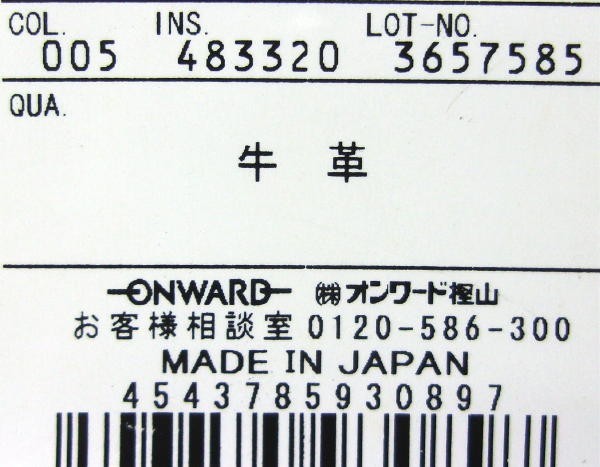 COL. INS. LOT-NO.
005 483320 3657585
QUA.
牛 革
ONWARD ㈱オンワード樫山
お客様相談室 0120-586-300
MADE IN JAPAN
4543785930897